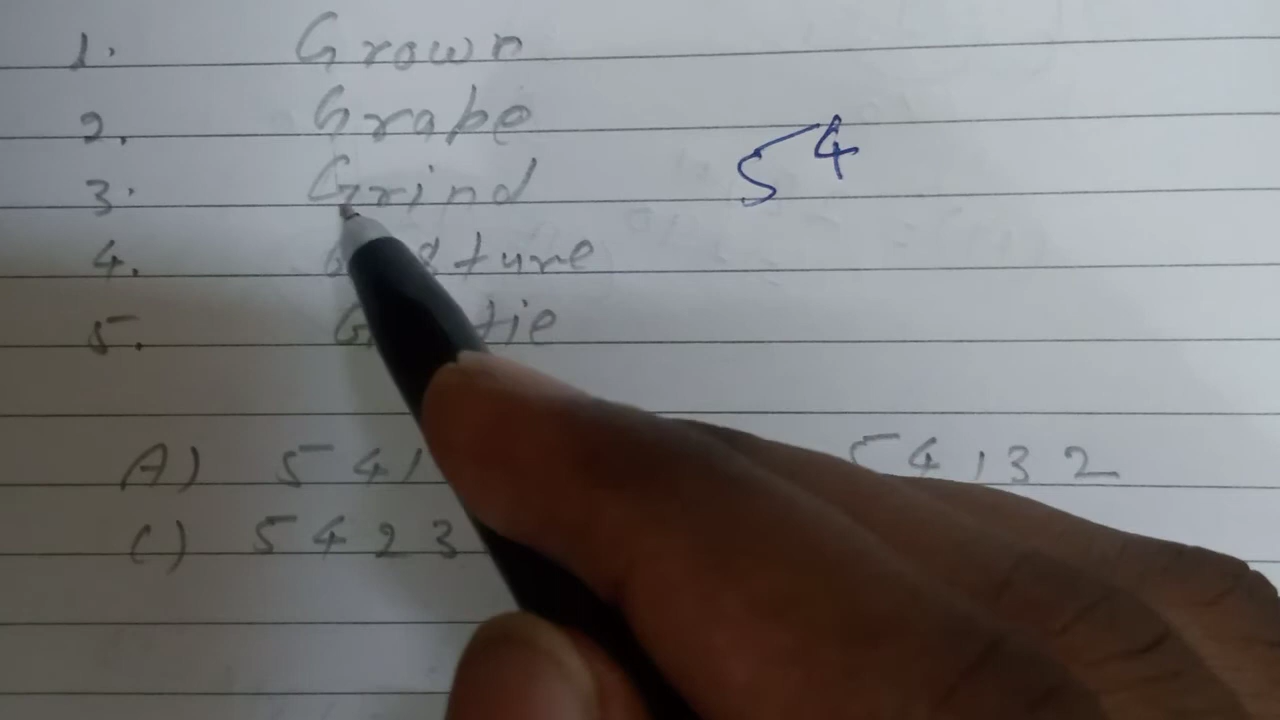 1. Grown
2. Grape
3. Grind 5 4
4.
5.
A) 5 4 1 5 4 1 3 2
C) 5 4 2 3